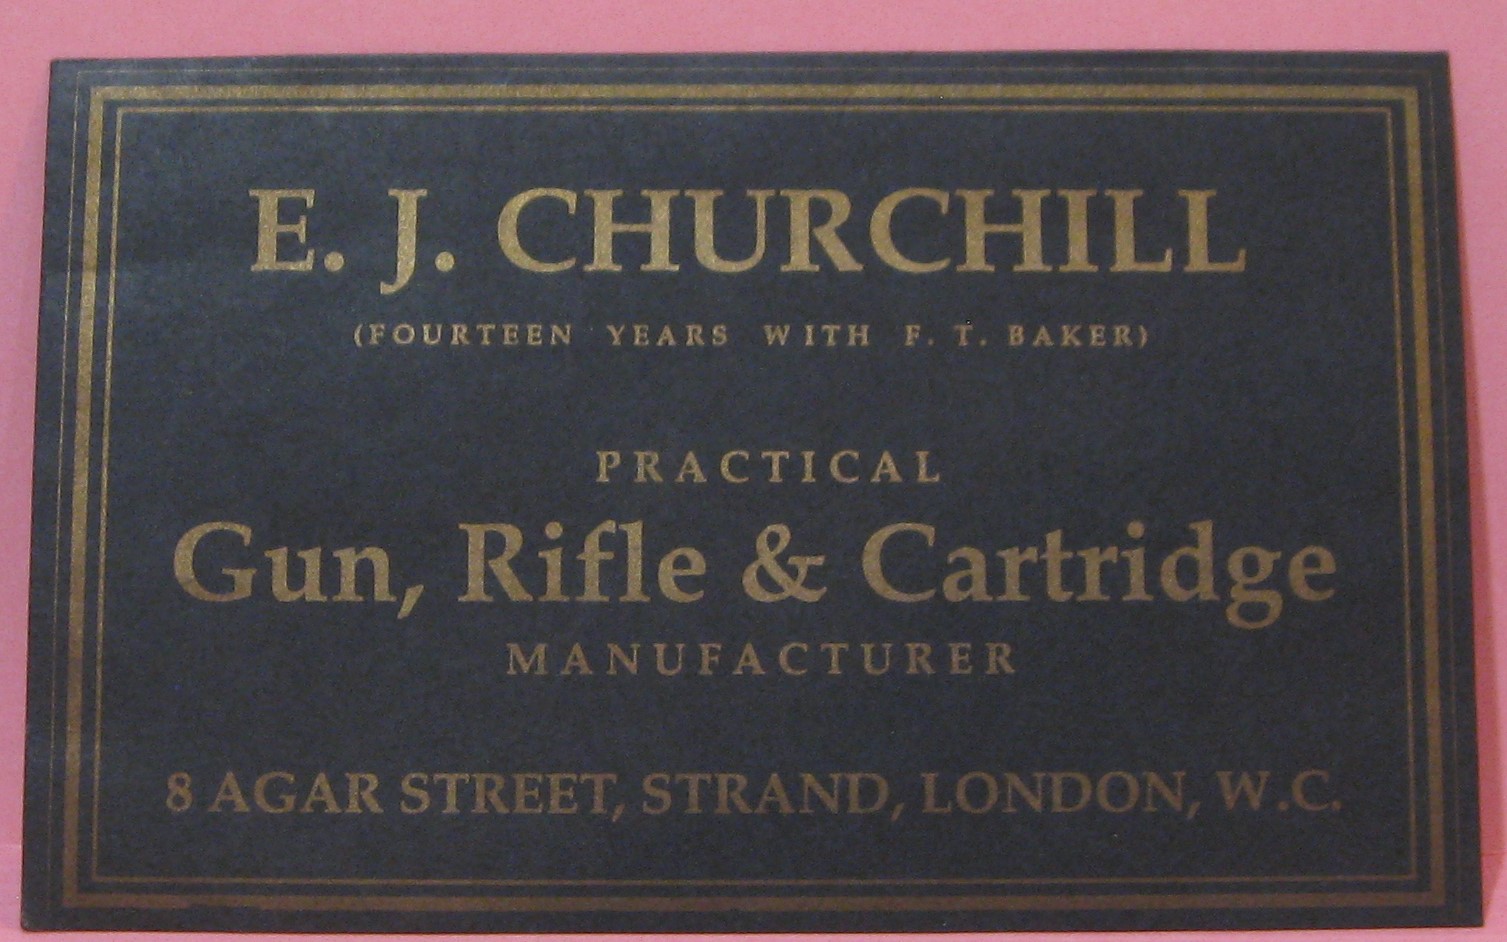 E. J. CHURCHILL
(FOURTEEN YEARS WITH F. T. BAKER)
PRACTICAL
Gun, Rifle & Cartridge
MANUFACTURER
8 AGAR STREET, STRAND, LONDON, W.C.